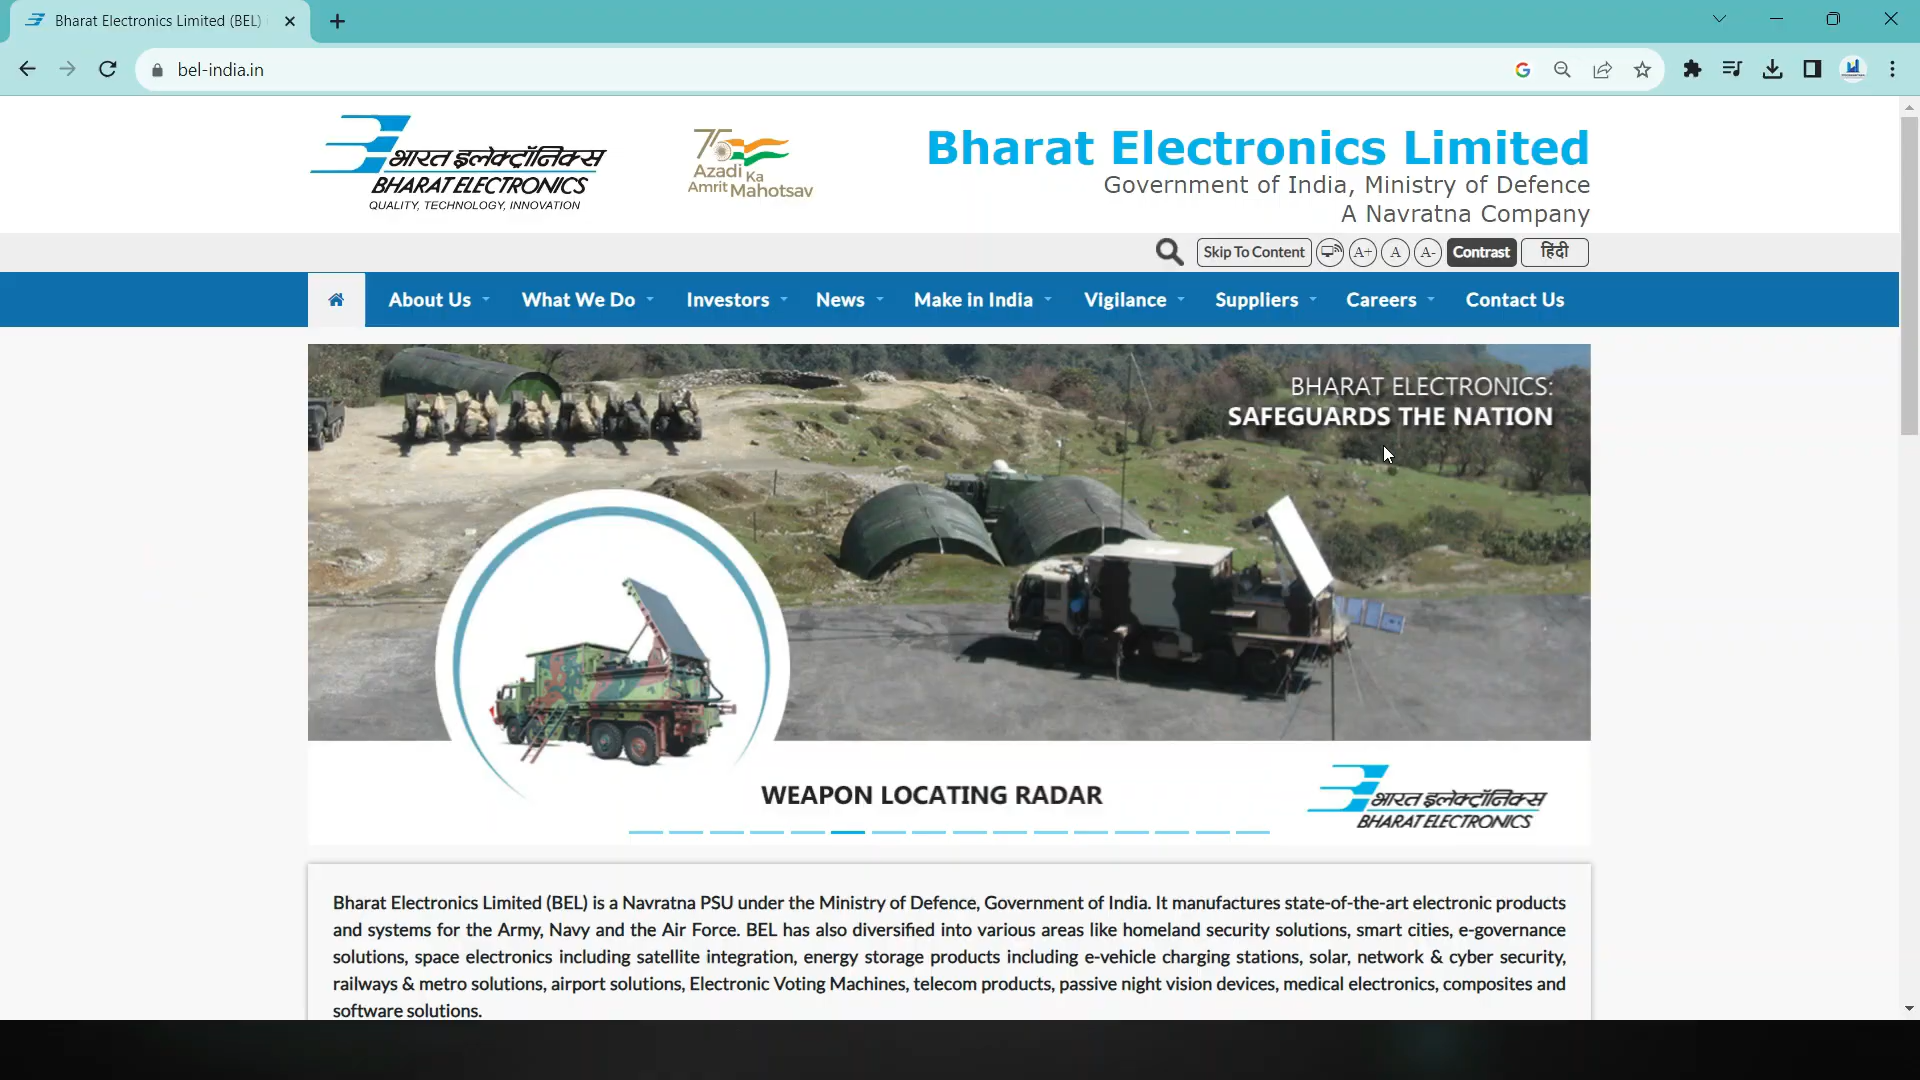 Bharat Electronics Limited (BEL)
bel-india.in
भारत इलेक्ट्रॉनिक्स
BHARAT ELECTRONICS
QUALITY, TECHNOLOGY, INNOVATION
75
Azadi Ka
Amrit Mahotsav
Bharat Electronics Limited
Government of India, Ministry of Defence
A Navratna Company
Skip To Content A+ A A- Contrast हिंदी
About Us What We Do Investors News Make in India Vigilance Suppliers Careers Contact Us
BHARAT ELECTRONICS:
SAFEGUARDS THE NATION
WEAPON LOCATING RADAR
भारत इलेक्ट्रॉनिक्स
BHARAT ELECTRONICS
Bharat Electronics Limited (BEL) is a Navratna PSU under the Ministry of Defence, Government of India. It manufactures state-of-the-art electronic products
and systems for the Army, Navy and the Air Force. BEL has also diversified into various areas like homeland security solutions, smart cities, e-governance
solutions, space electronics including satellite integration, energy storage products including e-vehicle charging stations, solar, network & cyber security,
railways & metro solutions, airport solutions, Electronic Voting Machines, telecom products, passive night vision devices, medical electronics, composites and
software solutions.